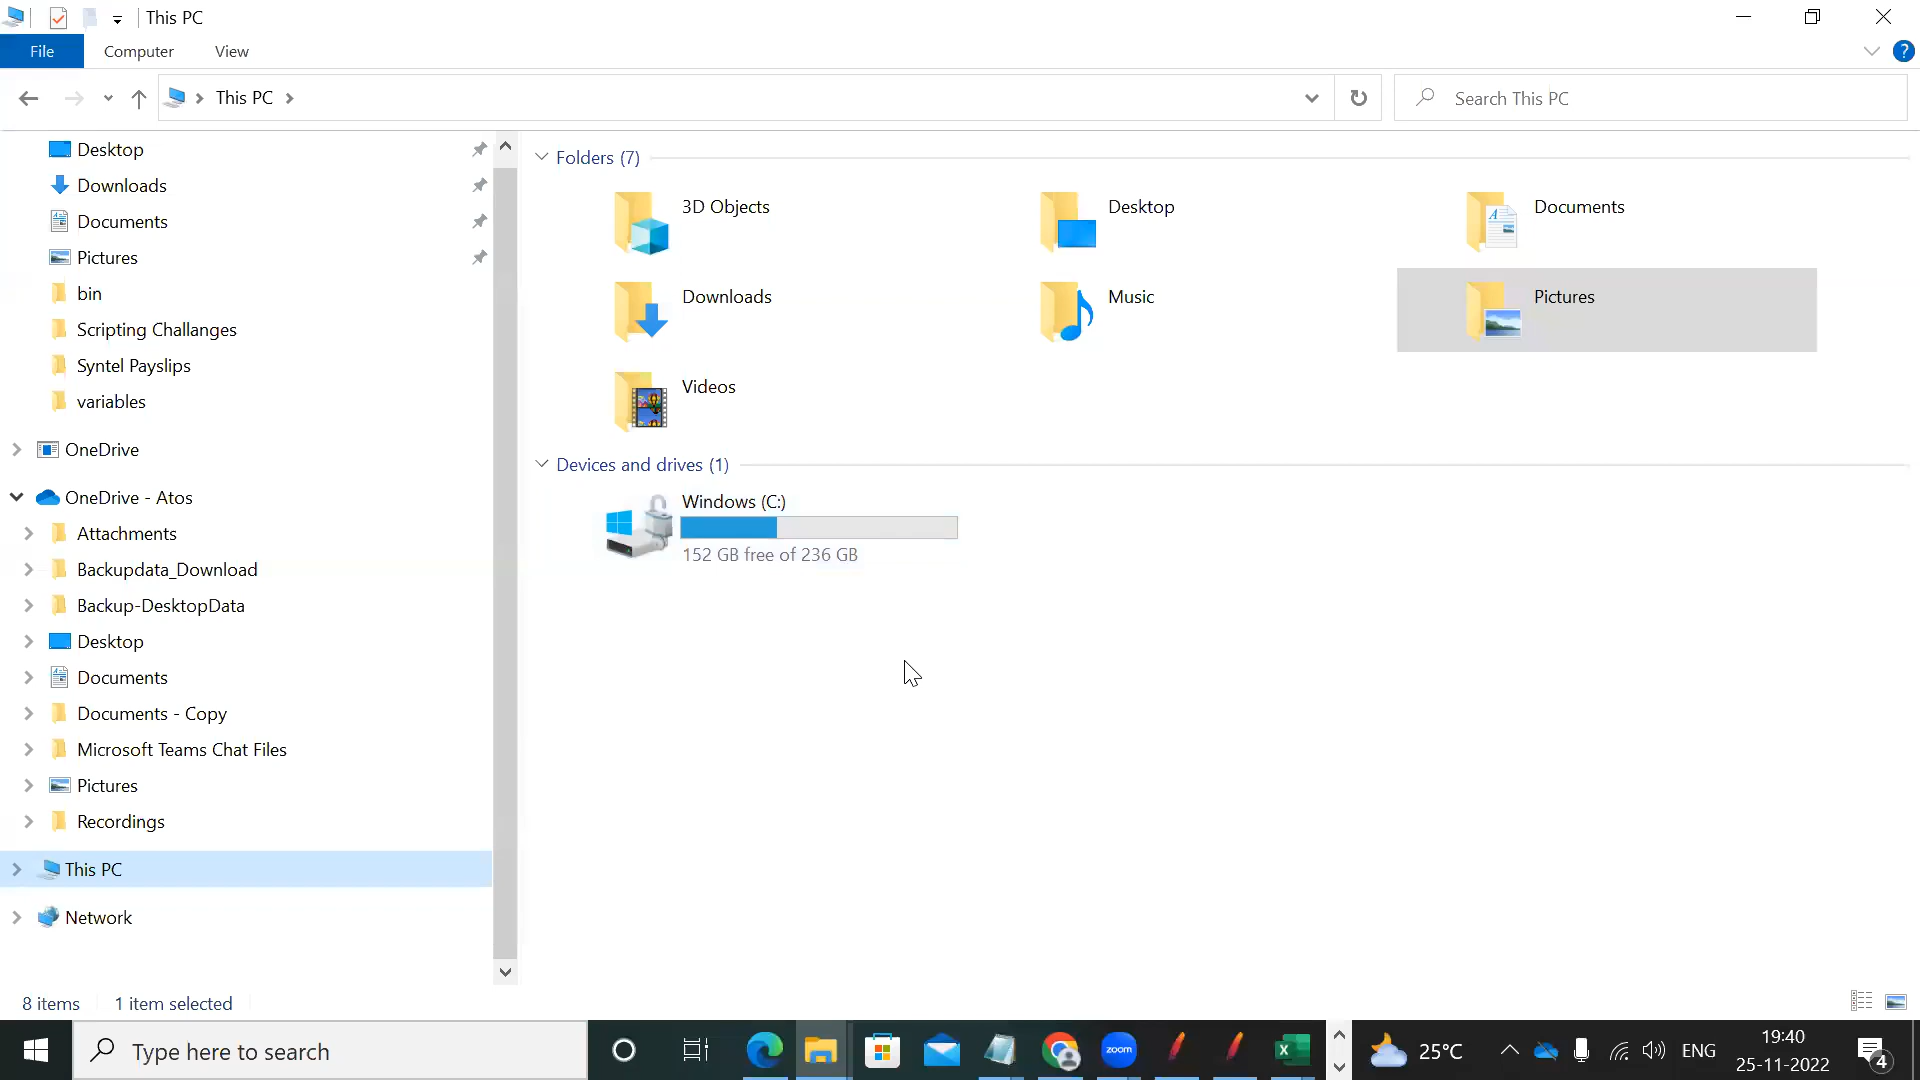 This PC
File
Computer
View
?
This PC
Search This PC
Desktop
Downloads
Documents
Pictures
bin
Scripting Challanges
Syntel Payslips
variables
OneDrive
OneDrive - Atos
Attachments
Backupdata_Download
Backup-DesktopData
Desktop
Documents
Documents - Copy
Microsoft Teams Chat Files
Pictures
Recordings
This PC
Network
Folders (7)
3D Objects
Desktop
Documents
Downloads
Music
Pictures
Videos
Devices and drives (1)
Windows (C:)
152 GB free of 236 GB
8 items
1 item selected
Type here to search
zoom
25°C
ENG
19:40
25-11-2022
4